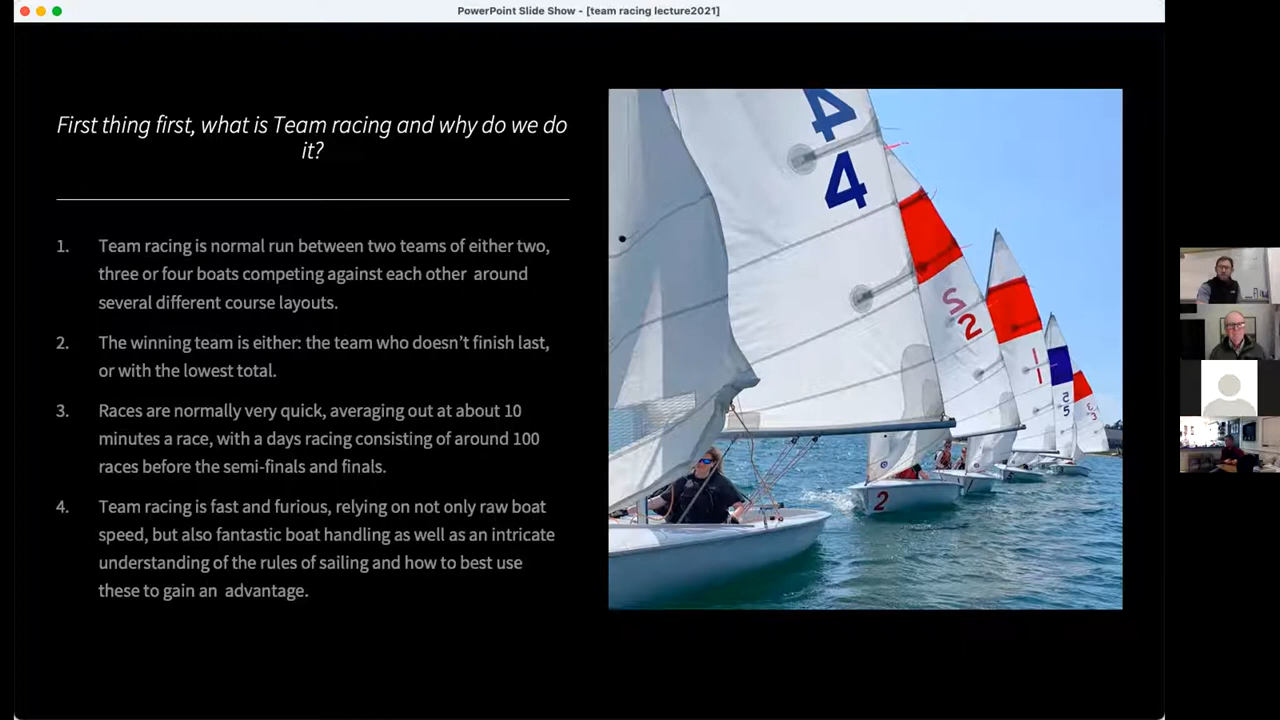 PowerPoint Slide Show - [team racing lecture2021]
First thing first, what is Team racing and why do we do
it?
1. Team racing is normal run between two teams of either two,
three or four boats competing against each other around
several different course layouts.
2. The winning team is either: the team who doesn’t finish last,
or with the lowest total.
3. Races are normally very quick, averaging out at about 10
minutes a race, with a days racing consisting of around 100
races before the semi-finals and finals.
4. Team racing is fast and furious, relying on not only raw boat
speed, but also fantastic boat handling as well as an intricate
understanding of the rules of sailing and how to best use
these to gain an advantage.
4
4
2
2
1
5
5
3
2